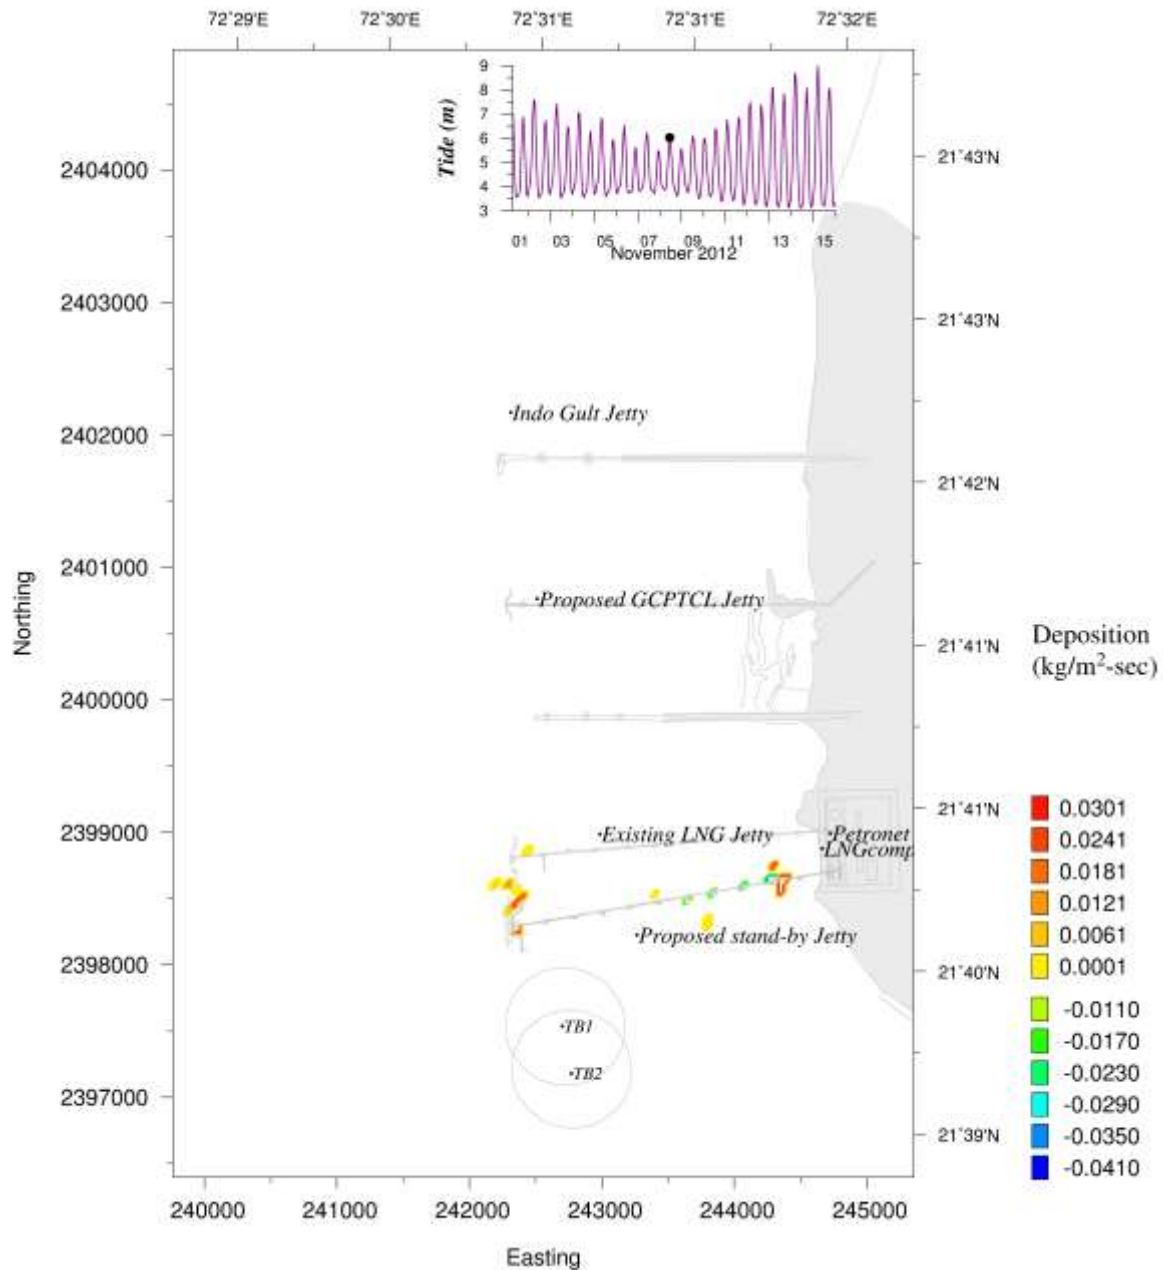 72˚29'E 72˚30'E 72˚31'E 72˚31'E 72˚32'E
9
8
7
6
5
4
3
Tide (m)
01 03 05 07 09 11 13 15
November 2012
2404000
2403000
2402000
2401000
2400000
2399000
2398000
2397000
Northing
21˚43'N
21˚43'N
21˚42'N
21˚41'N
21˚41'N
21˚40'N
21˚39'N
Indo Gult Jetty
Proposed GCPTCL Jetty
Existing LNG Jetty
Petronet
LNGcomp
Proposed stand-by Jetty
TB1
TB2
Deposition
(kg/m²-sec)
0.0301
0.0241
0.0181
0.0121
0.0061
0.0001
-0.0110
-0.0170
-0.0230
-0.0290
-0.0350
-0.0410
240000 241000 242000 243000 244000 245000
Easting